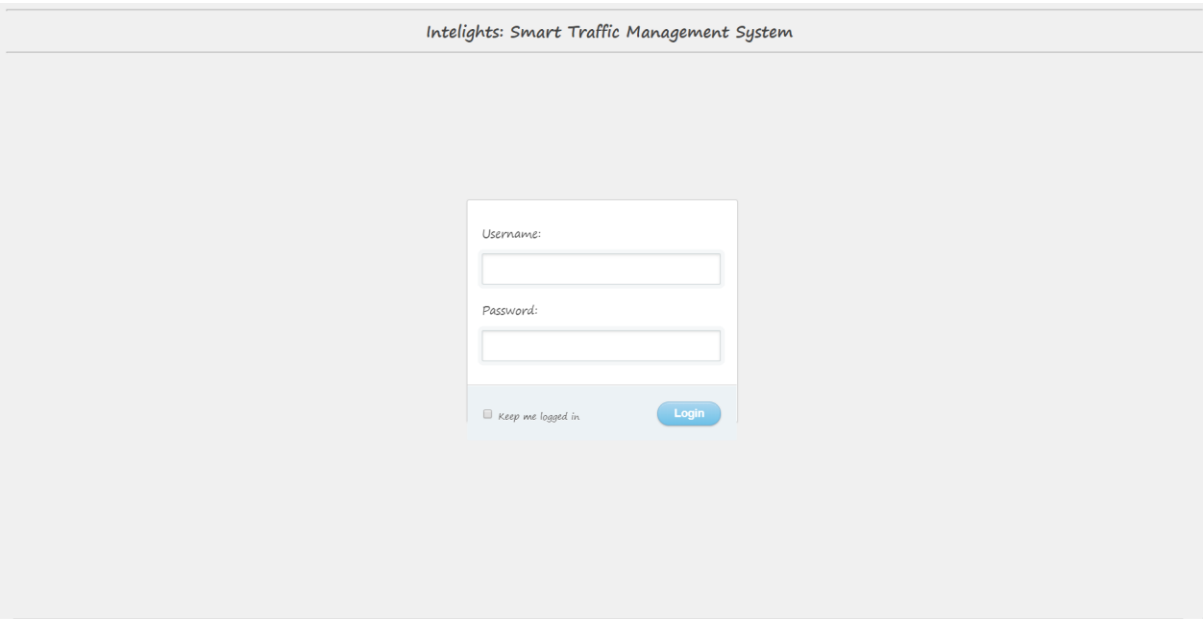 Intelights: Smart Traffic Management System
Username:
Password:
Keep me logged in
Login